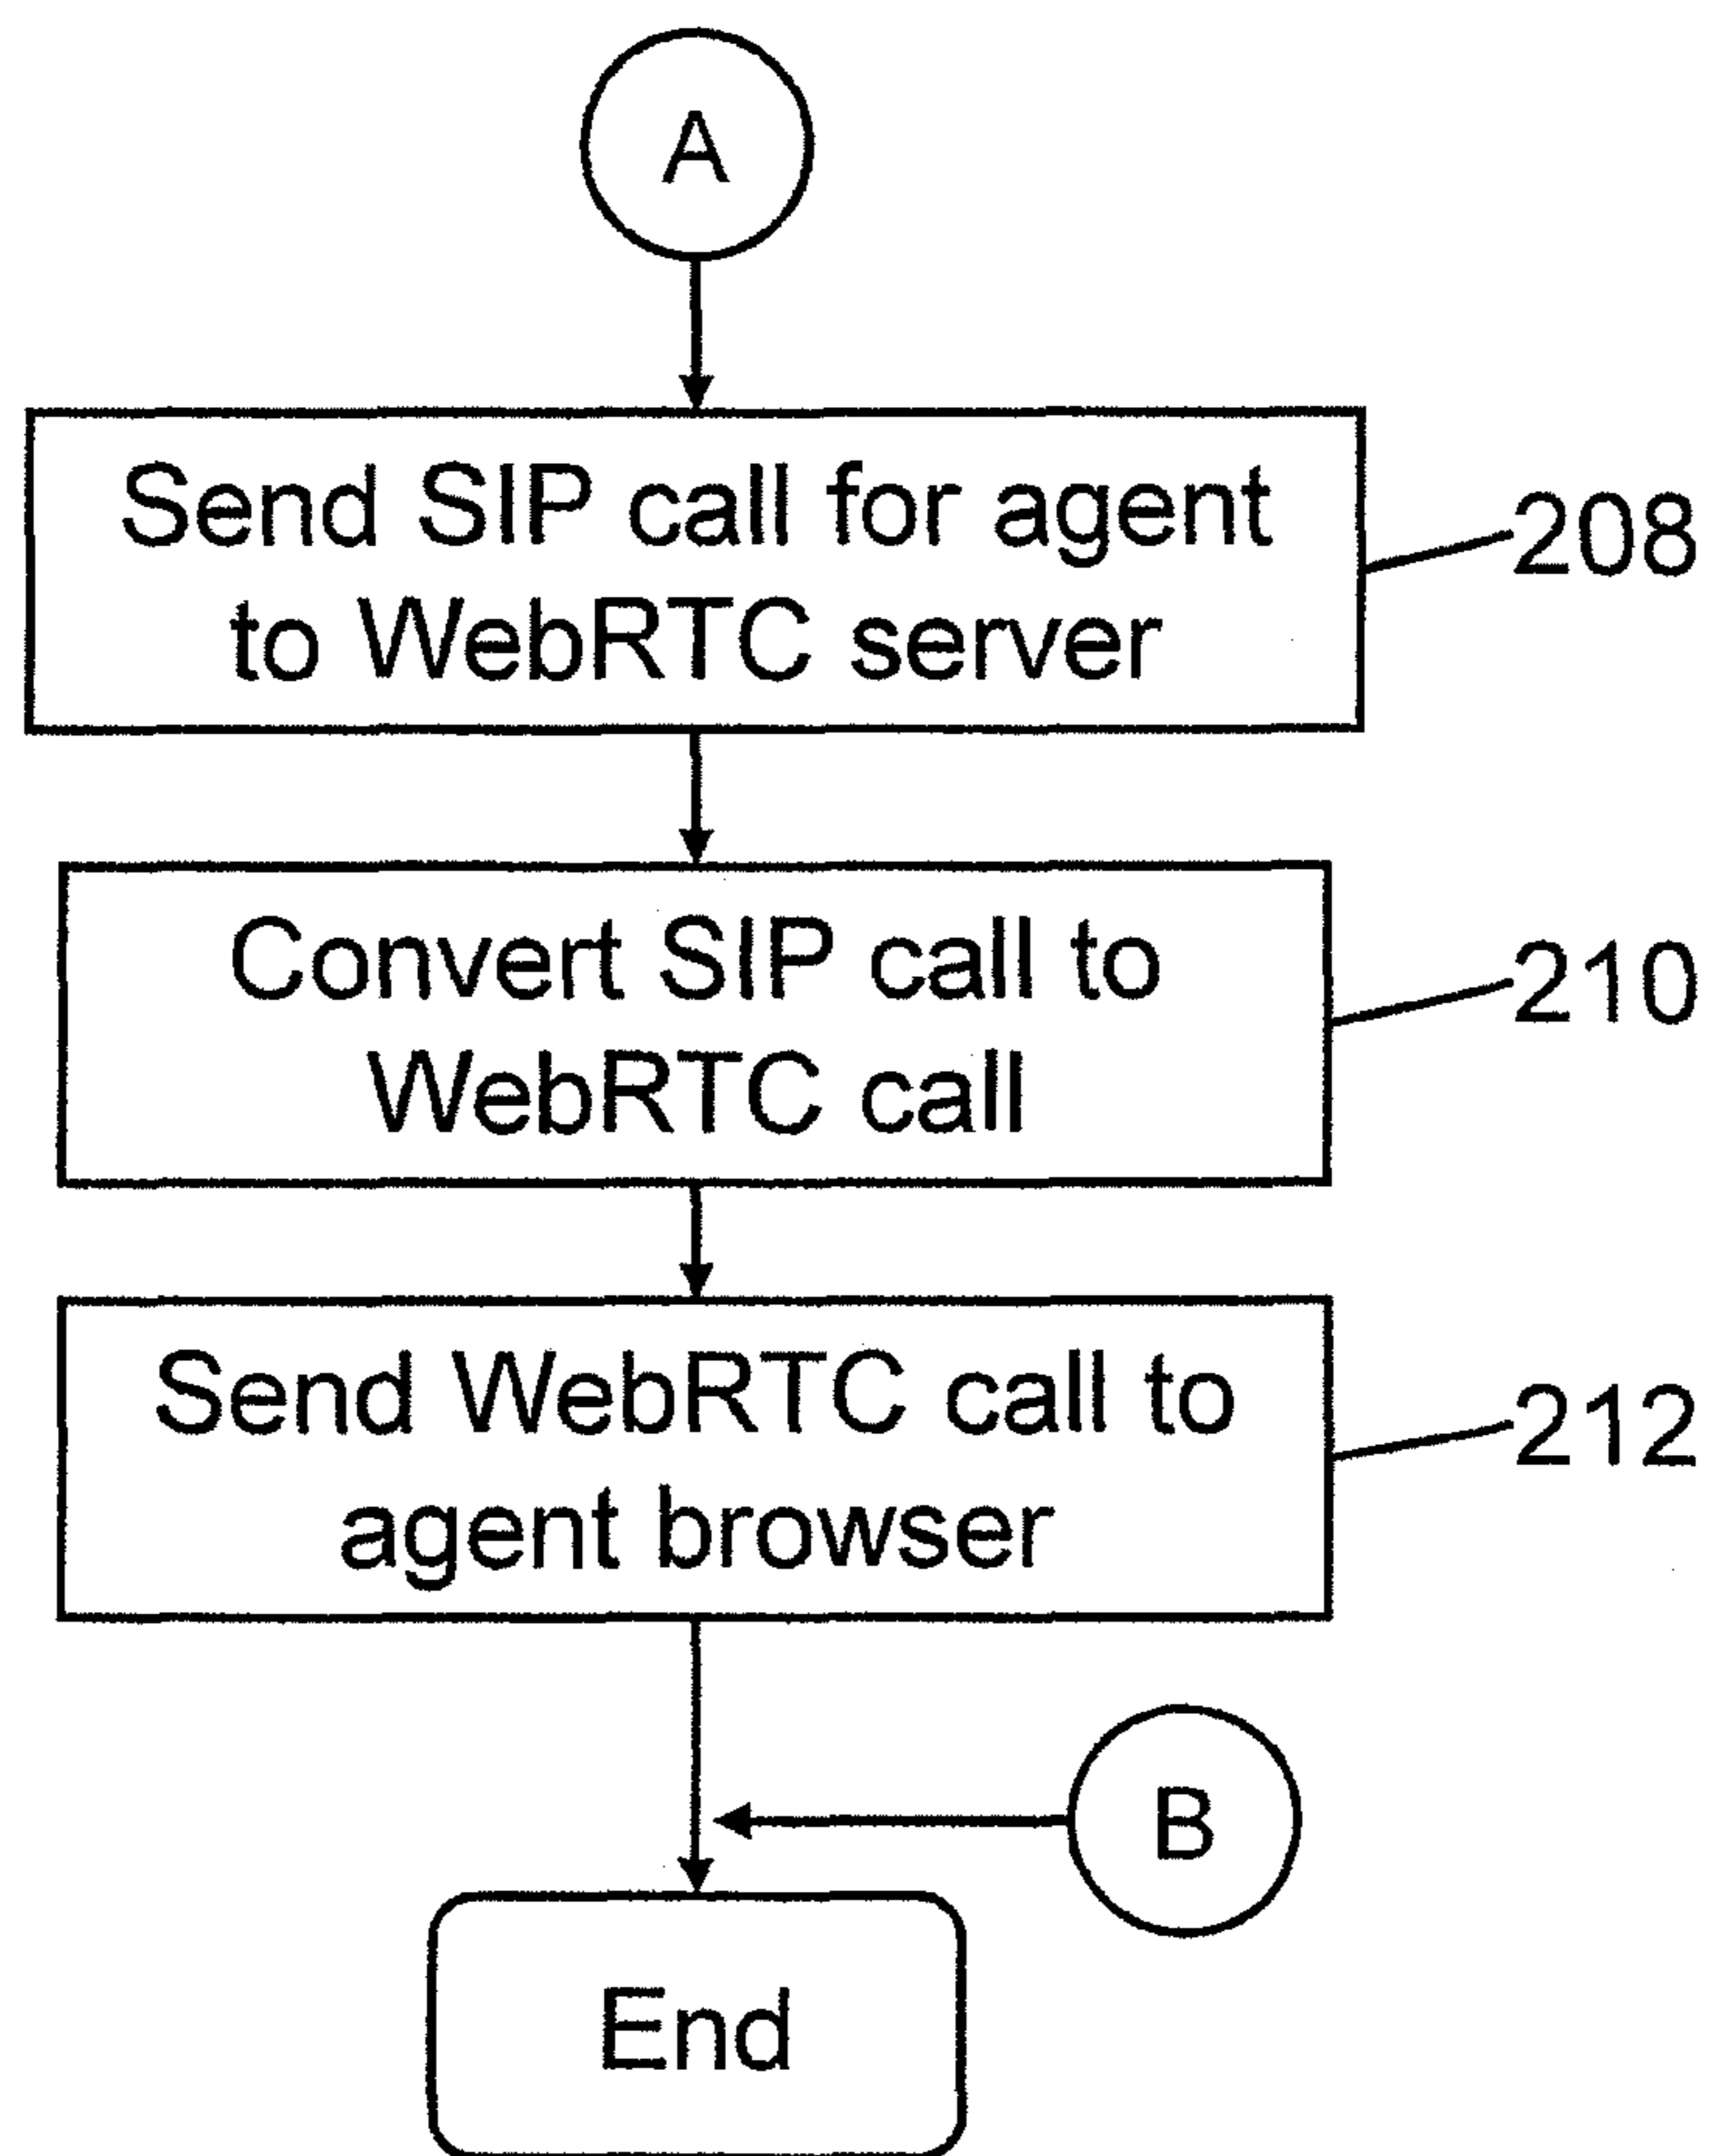 A
Send SIP call for agent
to WebRTC server
208
Convert SIP call to
WebRTC call
210
Send WebRTC call to
agent browser
212
B
End